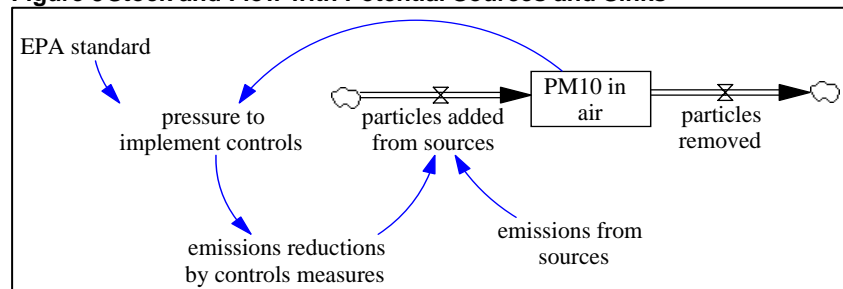 Figure 6 Stock and Flow with Potential Sources and Sinks
EPA standard
pressure to
implement controls
particles added
from sources
PM10 in
air
particles
removed
emissions reductions
by controls measures
emissions from
sources